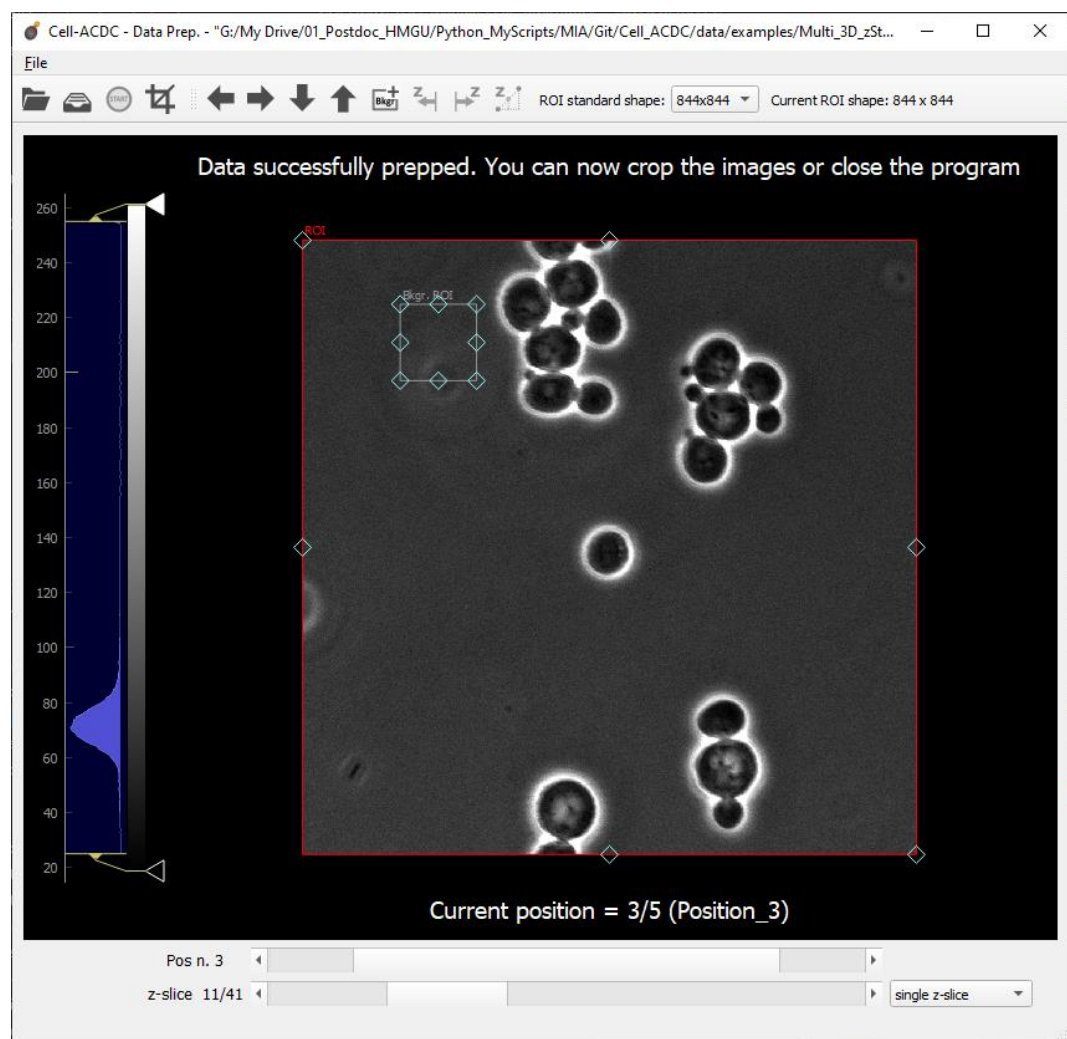 Cell-ACDC - Data Prep. - "G:/My Drive/01_Postdoc_HMGU/Python_MyScripts/MIA/Git/Cell_ACDC/data/examples/Multi_3D_zSt...
File
START
Bkgr
Z
Z
Z
ROI standard shape: 844x844 Current ROI shape: 844 x 844
Data successfully prepped. You can now crop the images or close the program
260
240
220
200
180
160
140
120
100
80
60
40
20
ROI
Bkgr. ROI
Current position = 3/5 (Position_3)
Pos n. 3
z-slice 11/41 single z-slice